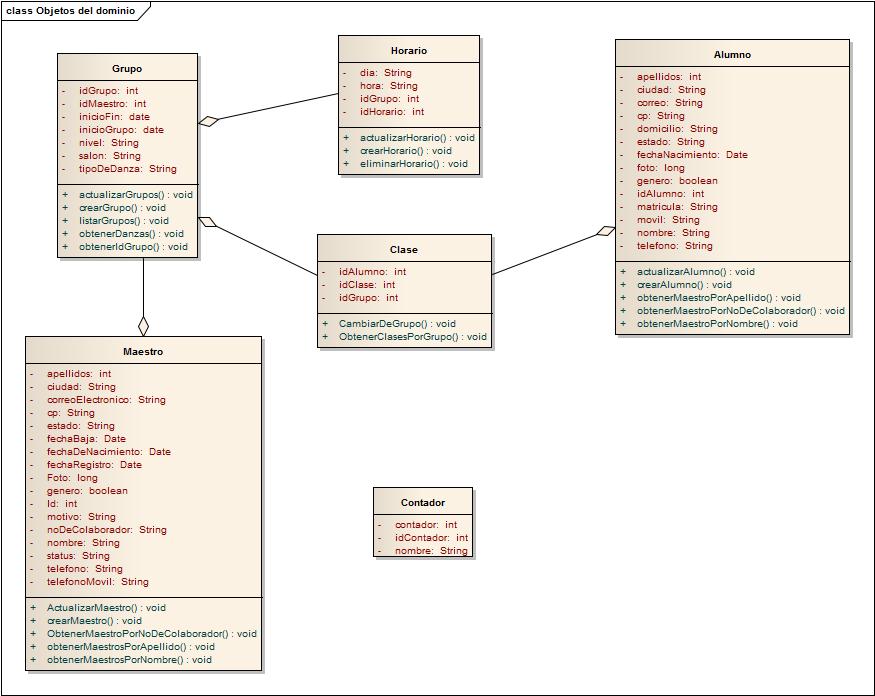 class Objetos del dominio
Grupo
- idGrupo: int
- idMaestro: int
- inicioFin: date
- inicioGrupo: date
- nivel: String
- salon: String
- tipoDeDanza: String
+ actualizarGrupos() : void
+ crearGrupo() : void
+ listarGrupos() : void
+ obtenerDanzas() : void
+ obtenerIdGrupo() : void
Horario
- dia: String
- hora: String
- idGrupo: int
- idHorario: int
+ actualizarHorario() : void
+ crearHorario() : void
+ eliminarHorario() : void
Alumno
- apellidos: int
- ciudad: String
- correo: String
- cp: String
- domicilio: String
- estado: String
- fechaNacimiento: Date
- foto: long
- genero: boolean
- idAlumno: int
- matricula: String
- movil: String
- nombre: String
- telefono: String
+ actualizarAlumno() : void
+ crearAlumno() : void
+ obtenerMaestroPorApellido() : void
+ obtenerMaestroPorNoDeColaborador() : void
+ obtenerMaestroPorNombre() : void
Clase
- idAlumno: int
- idClase: int
- idGrupo: int
+ CambiarDeGrupo() : void
+ ObtenerClasesPorGrupo() : void
Maestro
- apellidos: int
- ciudad: String
- correoElectronico: String
- cp: String
- estado: String
- fechaBaja: Date
- fechaDeNacimiento: Date
- fechaRegistro: Date
- Foto: long
- genero: boolean
- Id: int
- motivo: String
- noDeColaborador: String
- nombre: String
- status: String
- telefono: String
- telefonoMovil: String
+ ActualizarMaestro() : void
+ crearMaestro() : void
+ ObtenerMaestroPorNoDeColaborador() : void
+ obtenerMaestrosPorApellido() : void
+ obtenerMaestrosPorNombre() : void
Contador
- contador: int
- idContador: int
- nombre: String